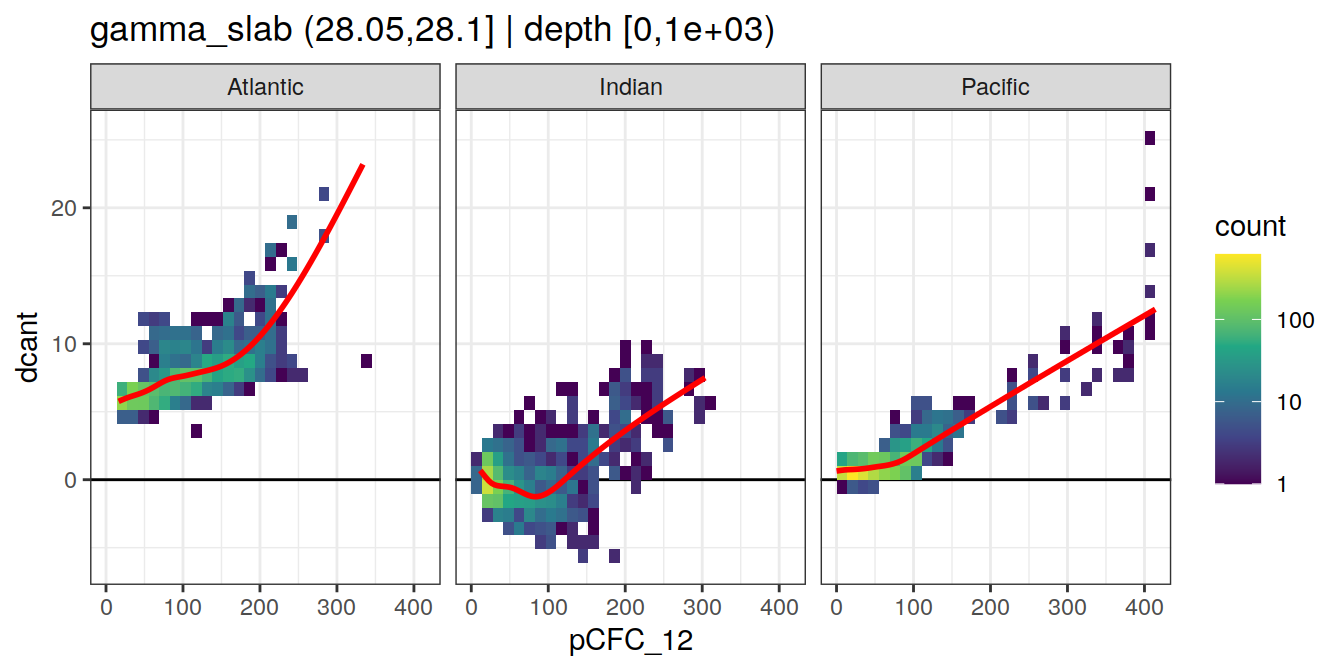 gamma_slab (28.05,28.1] | depth [0,1e+03)
Atlantic
Indian
Pacific
dcant
20
10
0
0 100 200 300 400
0 100 200 300 400
0 100 200 300 400
pCFC_12
count
100
10
1